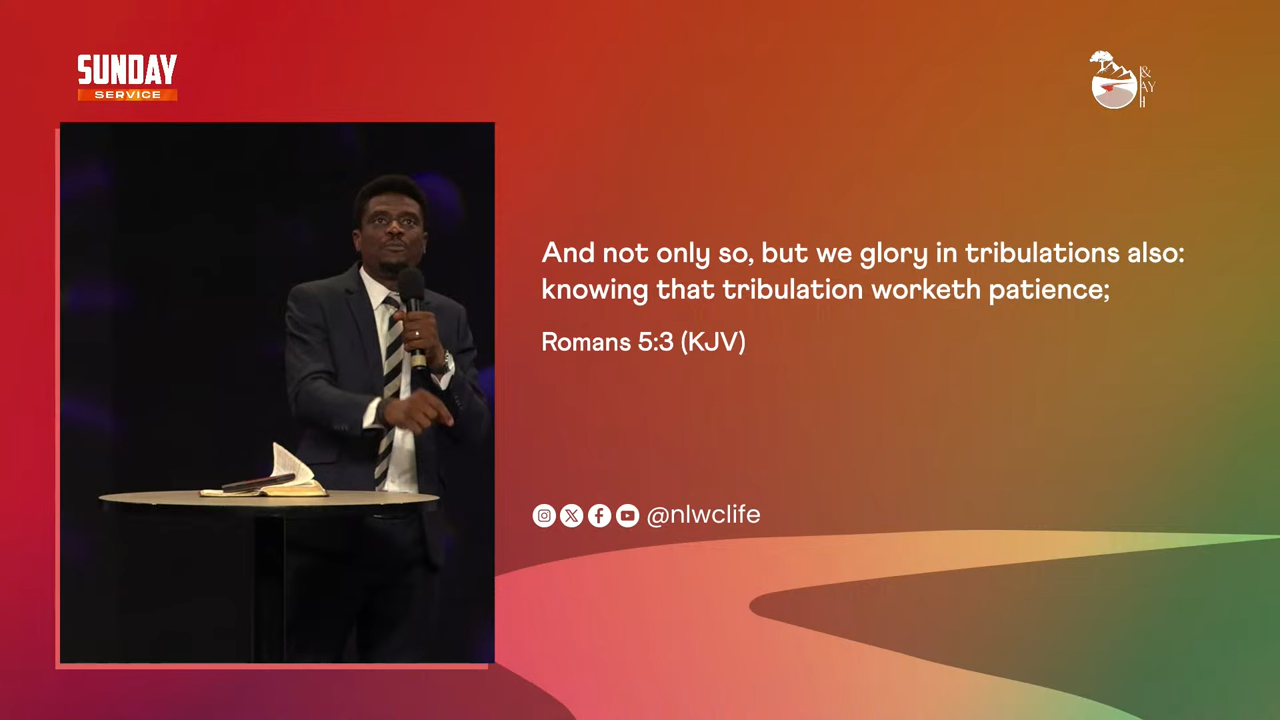 SUNDAY
SERVICE
And not only so, but we glory in tribulations also:
knowing that tribulation worketh patience;
Romans 5:3 (KJV)
@nlwclife